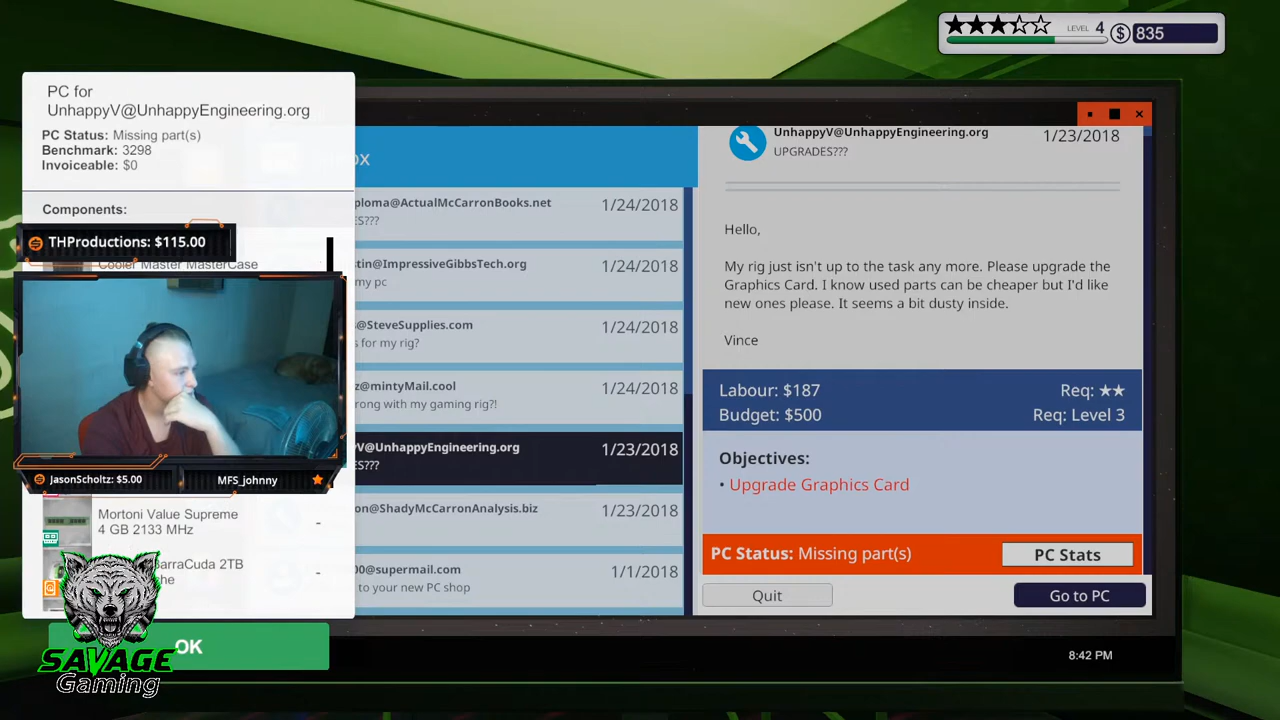 LEVEL 4 $ 835
PC for
UnhappyV@UnhappyEngineering.org
PC Status: Missing part(s)
Benchmark: 3298
Invoiceable: $0
Components:
THProductions: $115.00
Cooler Master MasterCase
JasonScholtz: $5.00
MFS_johnny
Mortoni Value Supreme
4 GB 2133 MHz
-
BarraCuda 2TB
-
OK
SAVAGE
Gaming
ploma@ActualMcCarronBooks.net 1/24/2018
ES???
tin@ImpressiveGibbsTech.org 1/24/2018
my pc
@SteveSupplies.com 1/24/2018
s for my rig?
z@mintyMail.cool 1/24/2018
rong with my gaming rig?!
V@UnhappyEngineering.org 1/23/2018
ES???
on@ShadyMcCarronAnalysis.biz 1/23/2018
00@supermail.com 1/1/2018
to your new PC shop
UnhappyV@UnhappyEngineering.org 1/23/2018
UPGRADES???
Hello,
My rig just isn't up to the task any more. Please upgrade the
Graphics Card. I know used parts can be cheaper but I'd like
new ones please. It seems a bit dusty inside.
Vince
Labour: $187 Req: ★★
Budget: $500 Req: Level 3
Objectives:
• Upgrade Graphics Card
PC Status: Missing part(s) PC Stats
Quit Go to PC
8:42 PM